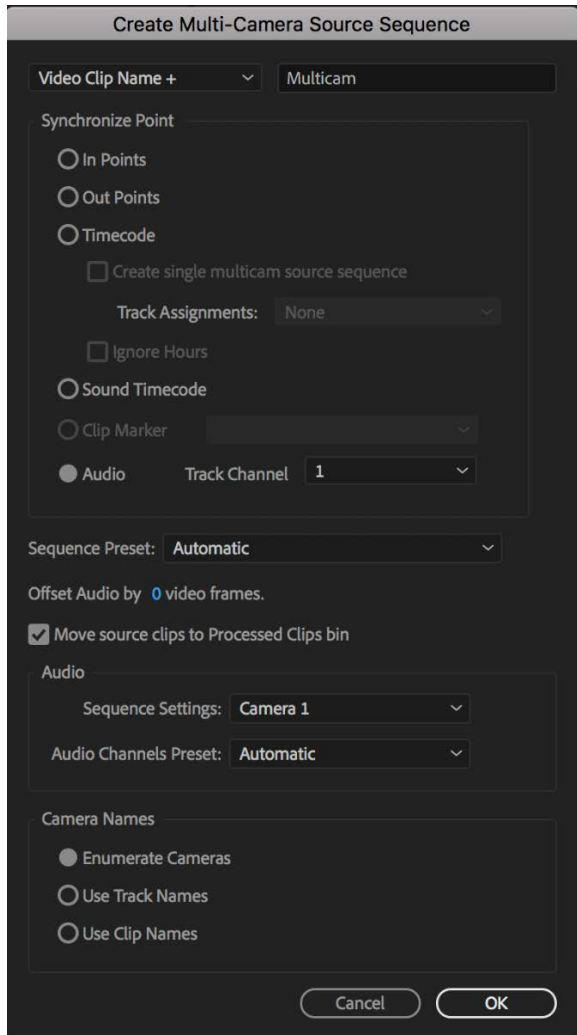 Create Multi-Camera Source Sequence
Video Clip Name + Multicam
Synchronize Point
In Points
Out Points
Timecode
Create single multicam source sequence
Track Assignments: None
Ignore Hours
Sound Timecode
Clip Marker
Audio Track Channel 1
Sequence Preset: Automatic
Offset Audio by 0 video frames.
Move source clips to Processed Clips bin
Audio
Sequence Settings: Camera 1
Audio Channels Preset: Automatic
Camera Names
Enumerate Cameras
Use Track Names
Use Clip Names
Cancel OK